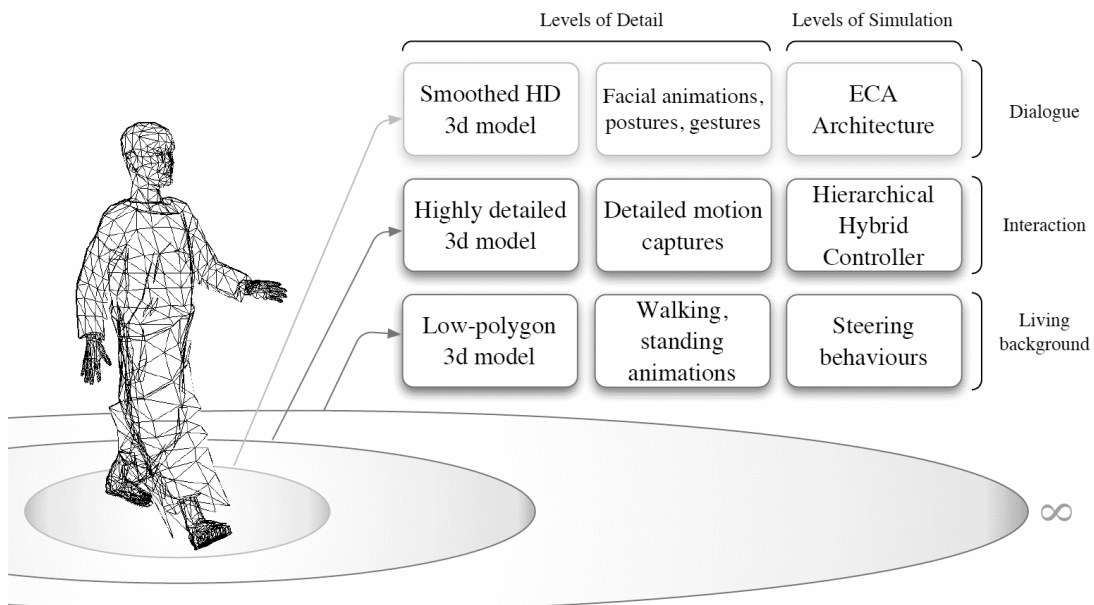 Levels of Detail
Levels of Simulation
Smoothed HD
3d model
Facial animations,
postures, gestures
ECA
Architecture
Dialogue
Highly detailed
3d model
Detailed motion
captures
Hierarchical
Hybrid
Controller
Interaction
Low-polygon
3d model
Walking,
standing
animations
Steering
behaviours
Living
background
∞